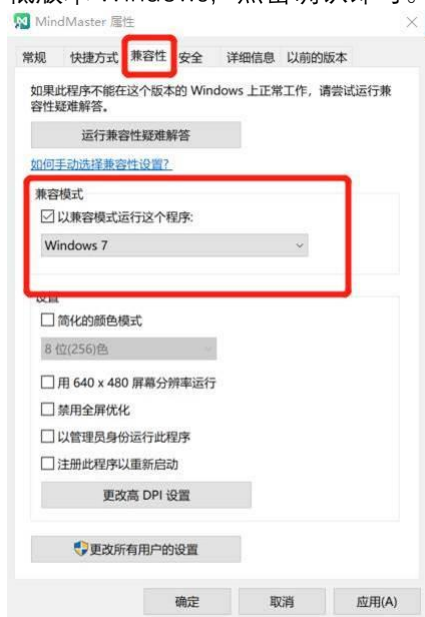 MindMaster 属性
常规 快捷方式 兼容性 安全 详细信息 以前的版本
如果此程序不能在这个版本的 Windows 上正常工作，请尝试运行兼
容性疑难解答。
运行兼容性疑难解答
如何手动选择兼容性设置?
兼容模式
以兼容模式运行这个程序:
Windows 7
设置
简化的颜色模式
8 位(256)色
用 640 x 480 屏幕分辨率运行
禁用全屏优化
以管理员身份运行此程序
注册此程序以重新启动
更改高 DPI 设置
更改所有用户的设置
确定 取消 应用(A)